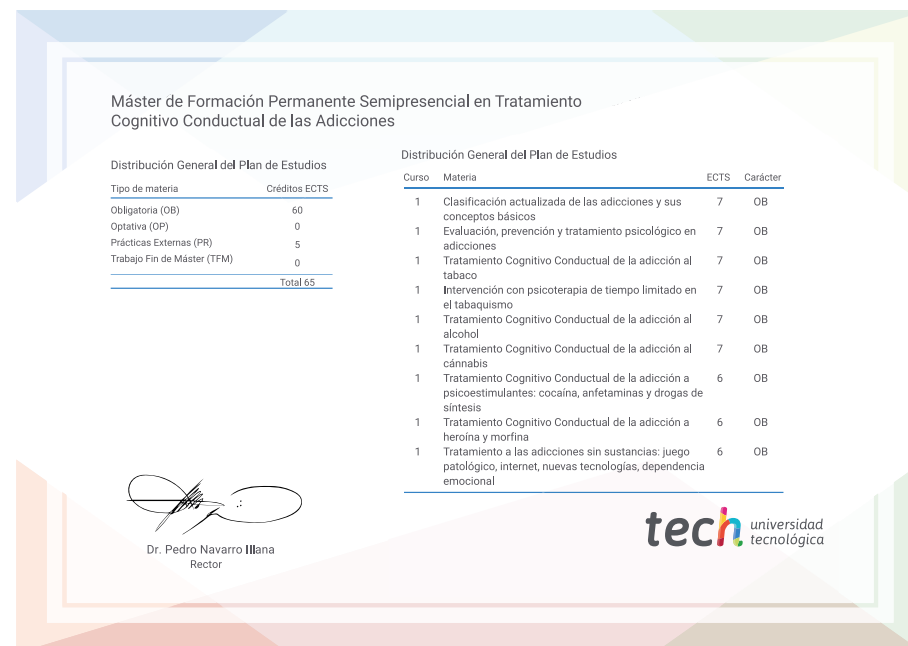 Máster de Formación Permanente Semipresencial en Tratamiento
Cognitivo Conductual de las Adicciones
Distribución General del Plan de Estudios
Tipo de materia Créditos ECTS
Obligatoria (OB) 60
Optativa (OP) 0
Prácticas Externas (PR) 5
Trabajo Fin de Máster (TFM) 0
Total 65
Distribución General del Plan de Estudios
Curso Materia ECTS Carácter
1 Clasificación actualizada de las adicciones y sus 7 OB
conceptos básicos
1 Evaluación, prevención y tratamiento psicológico en 7 OB
adicciones
1 Tratamiento Cognitivo Conductual de la adicción al 7 OB
tabaco
1 Intervención con psicoterapia de tiempo limitado en 7 OB
el tabaquismo
1 Tratamiento Cognitivo Conductual de la adicción al 7 OB
alcohol
1 Tratamiento Cognitivo Conductual de la adicción al 7 OB
cánnabis
1 Tratamiento Cognitivo Conductual de la adicción a 6 OB
psicoestimulantes: cocaína, anfetaminas y drogas de
síntesis
1 Tratamiento Cognitivo Conductual de la adicción a 6 OB
heroína y morfina
1 Tratamiento a las adicciones sin sustancias: juego 6 OB
patológico, internet, nuevas tecnologías, dependencia
emocional
Dr. Pedro Navarro Illana
Rector
tech universidad
tecnológica